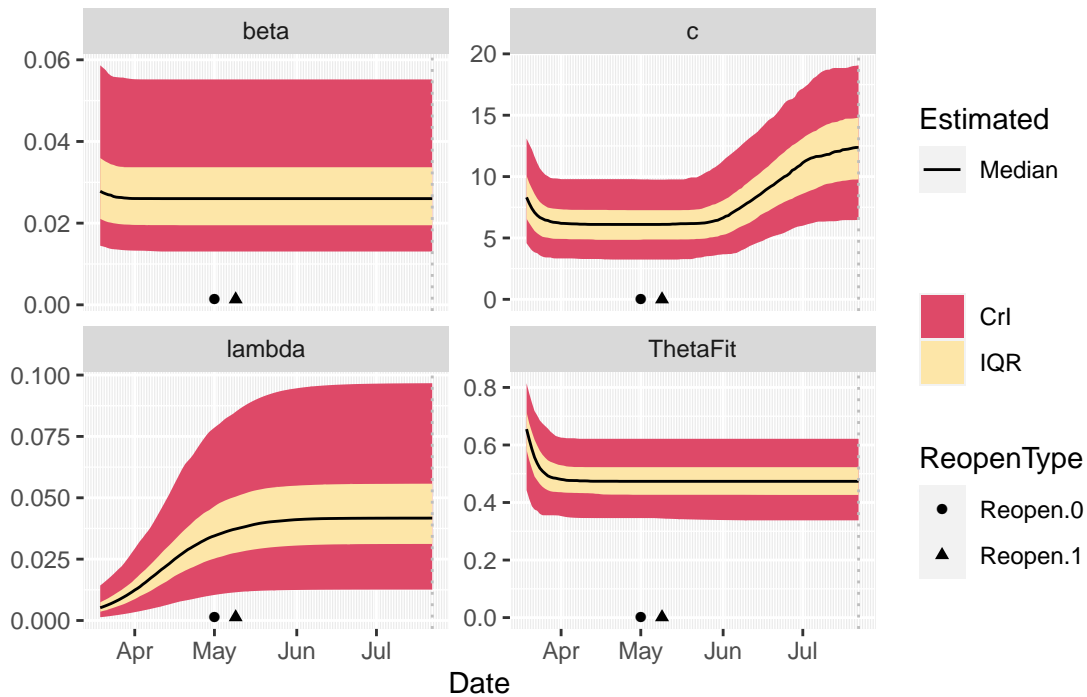 beta
c
0.06
0.04
0.02
0.00
20
15
10
5
0
lambda
ThetaFit
0.100
0.075
0.050
0.025
0.000
0.8
0.6
0.4
0.2
0.0
Apr May Jun Jul
Apr May Jun Jul
Date
Estimated
Median
CrI
IQR
ReopenType
Reopen.0
Reopen.1